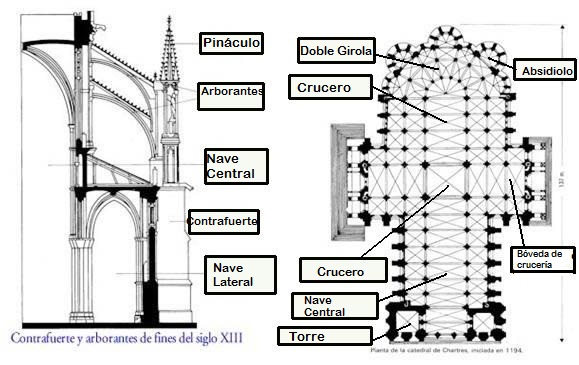 Pináculo
Arborantes
Nave
Central
Contrafuerte
Nave
Lateral
Contrafuerte y arborantes de fines del siglo XIII
Doble Girola
Absidiolo
Crucero
137 m.
Bóveda de
crucería
Crucero
Nave
Central
Torre
Planta de la catedral de Chartres, iniciada en 1194.